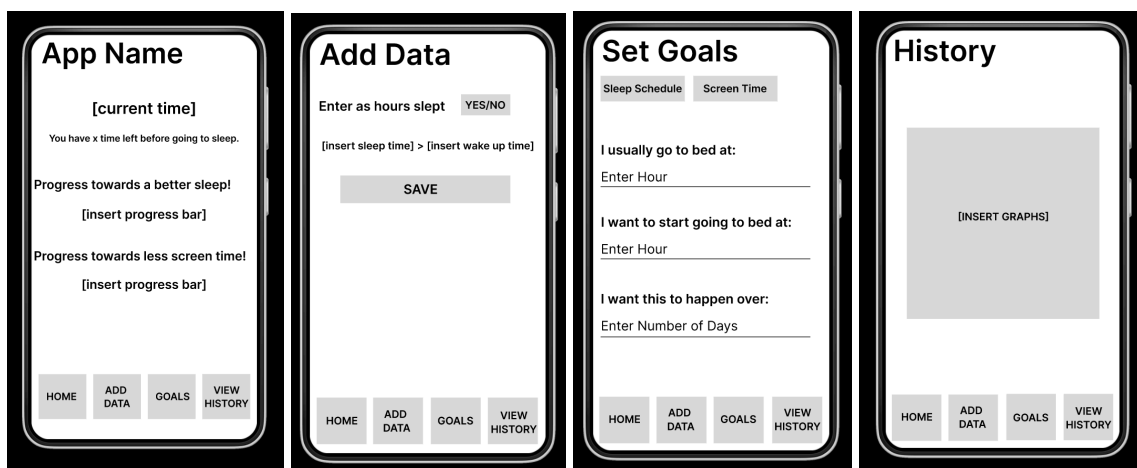 App Name
[current time]
You have x time left before going to sleep.
Progress towards a better sleep!
[insert progress bar]
Progress towards less screen time!
[insert progress bar]
HOME
ADD
DATA
GOALS
VIEW
HISTORY
Add Data
Enter as hours slept
YES/NO
[insert sleep time] > [insert wake up time]
SAVE
HOME
ADD
DATA
GOALS
VIEW
HISTORY
Set Goals
Sleep Schedule
Screen Time
I usually go to bed at:
Enter Hour
I want to start going to bed at:
Enter Hour
I want this to happen over:
Enter Number of Days
HOME
ADD
DATA
GOALS
VIEW
HISTORY
History
[INSERT GRAPHS]
HOME
ADD
DATA
GOALS
VIEW
HISTORY